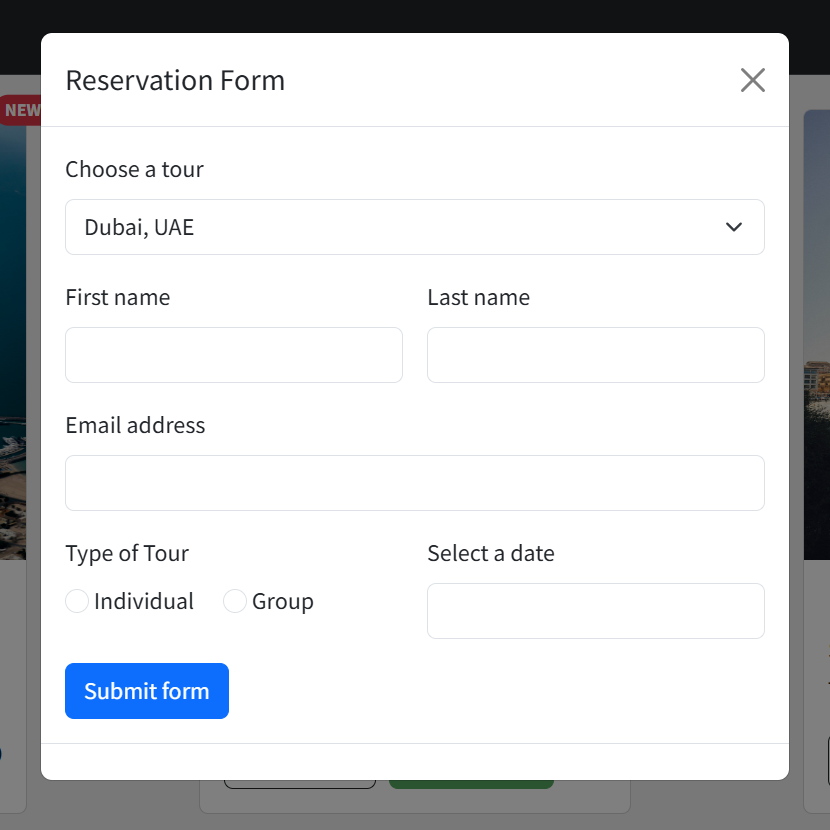 Reservation Form
NEW
Choose a tour
Dubai, UAE
First name Last name
Email address
Type of Tour Select a date
Individual Group
Submit form